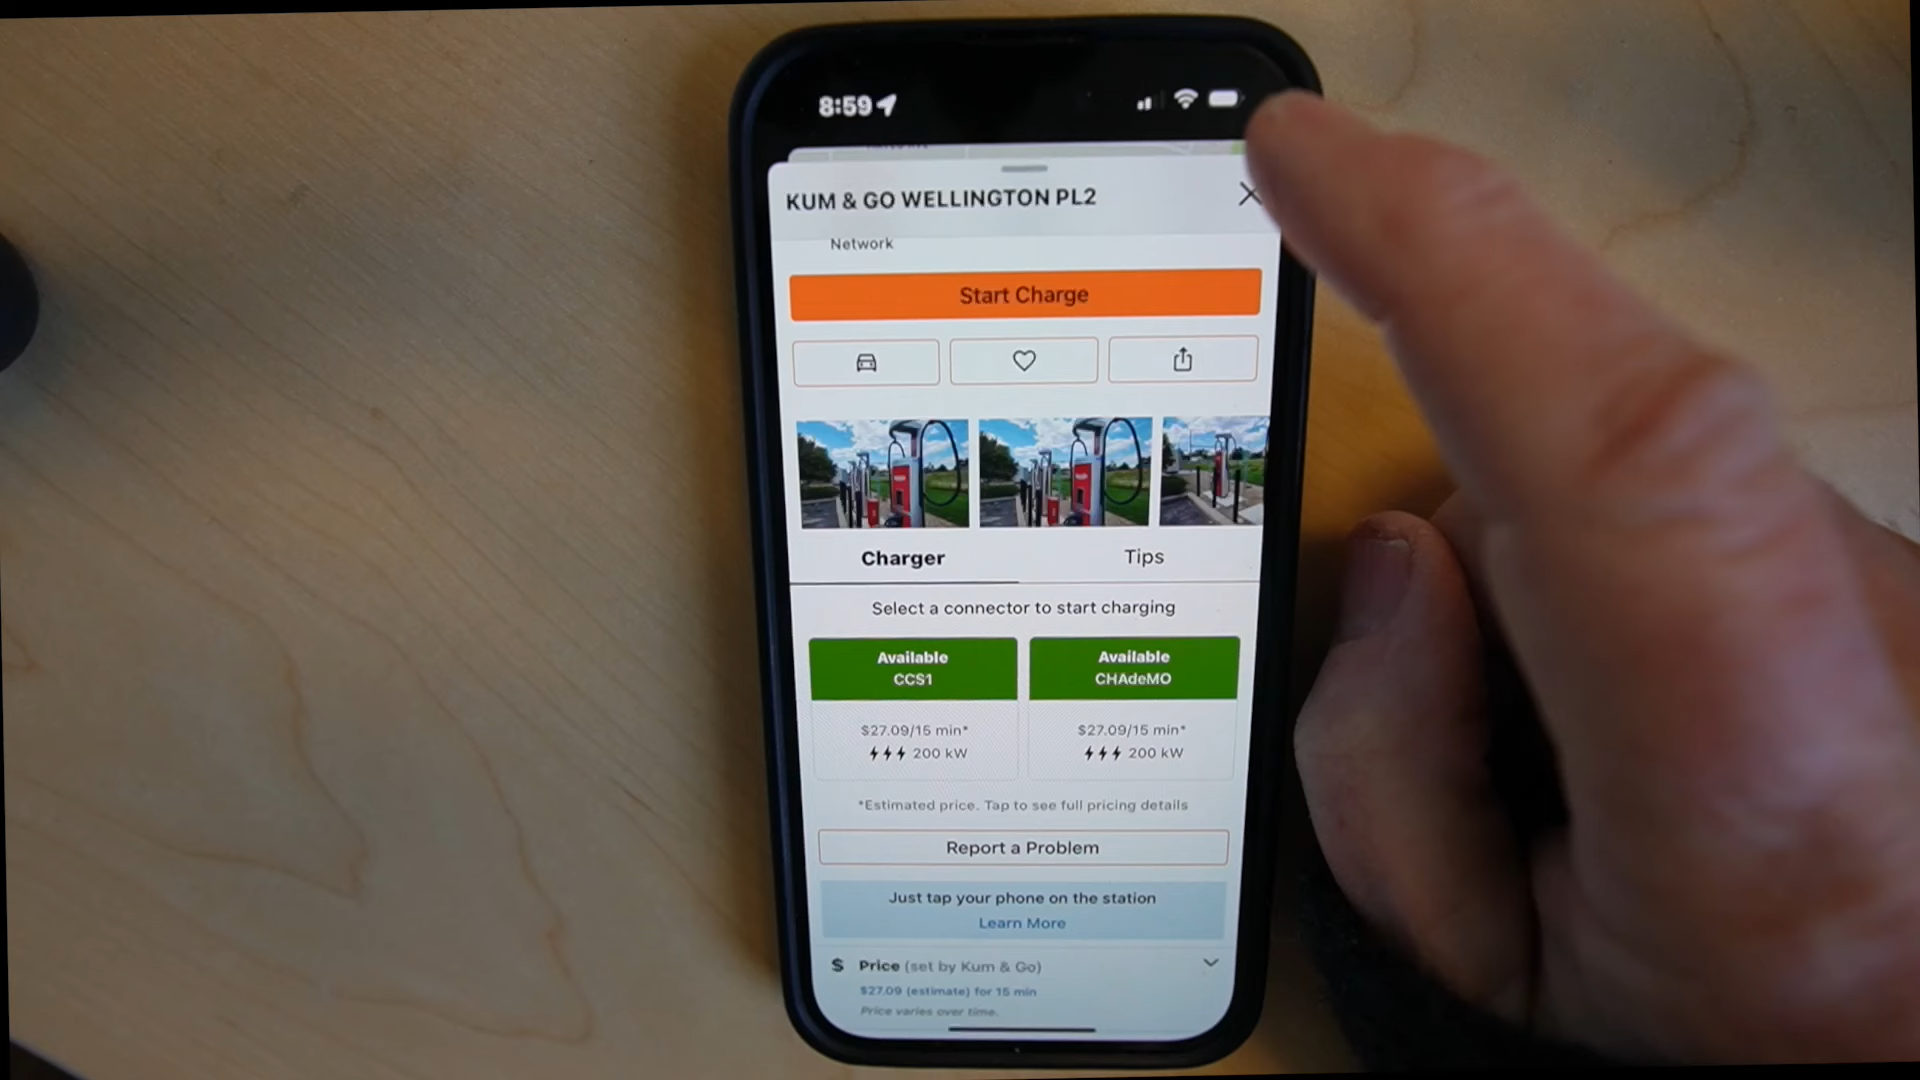 8:59
KUM & GO WELLINGTON PL2
Network
Start Charge
Charger
Tips
Select a connector to start charging
Available
CCS1
Available
CHAdeMO
$27.09/15 min*
200 kW
$27.09/15 min*
200 kW
*Estimated price. Tap to see full pricing details
Report a Problem
Just tap your phone on the station
Learn More
$ Price (set by Kum & Go)
$27.09 (estimate) for 15 min
Price varies over time.